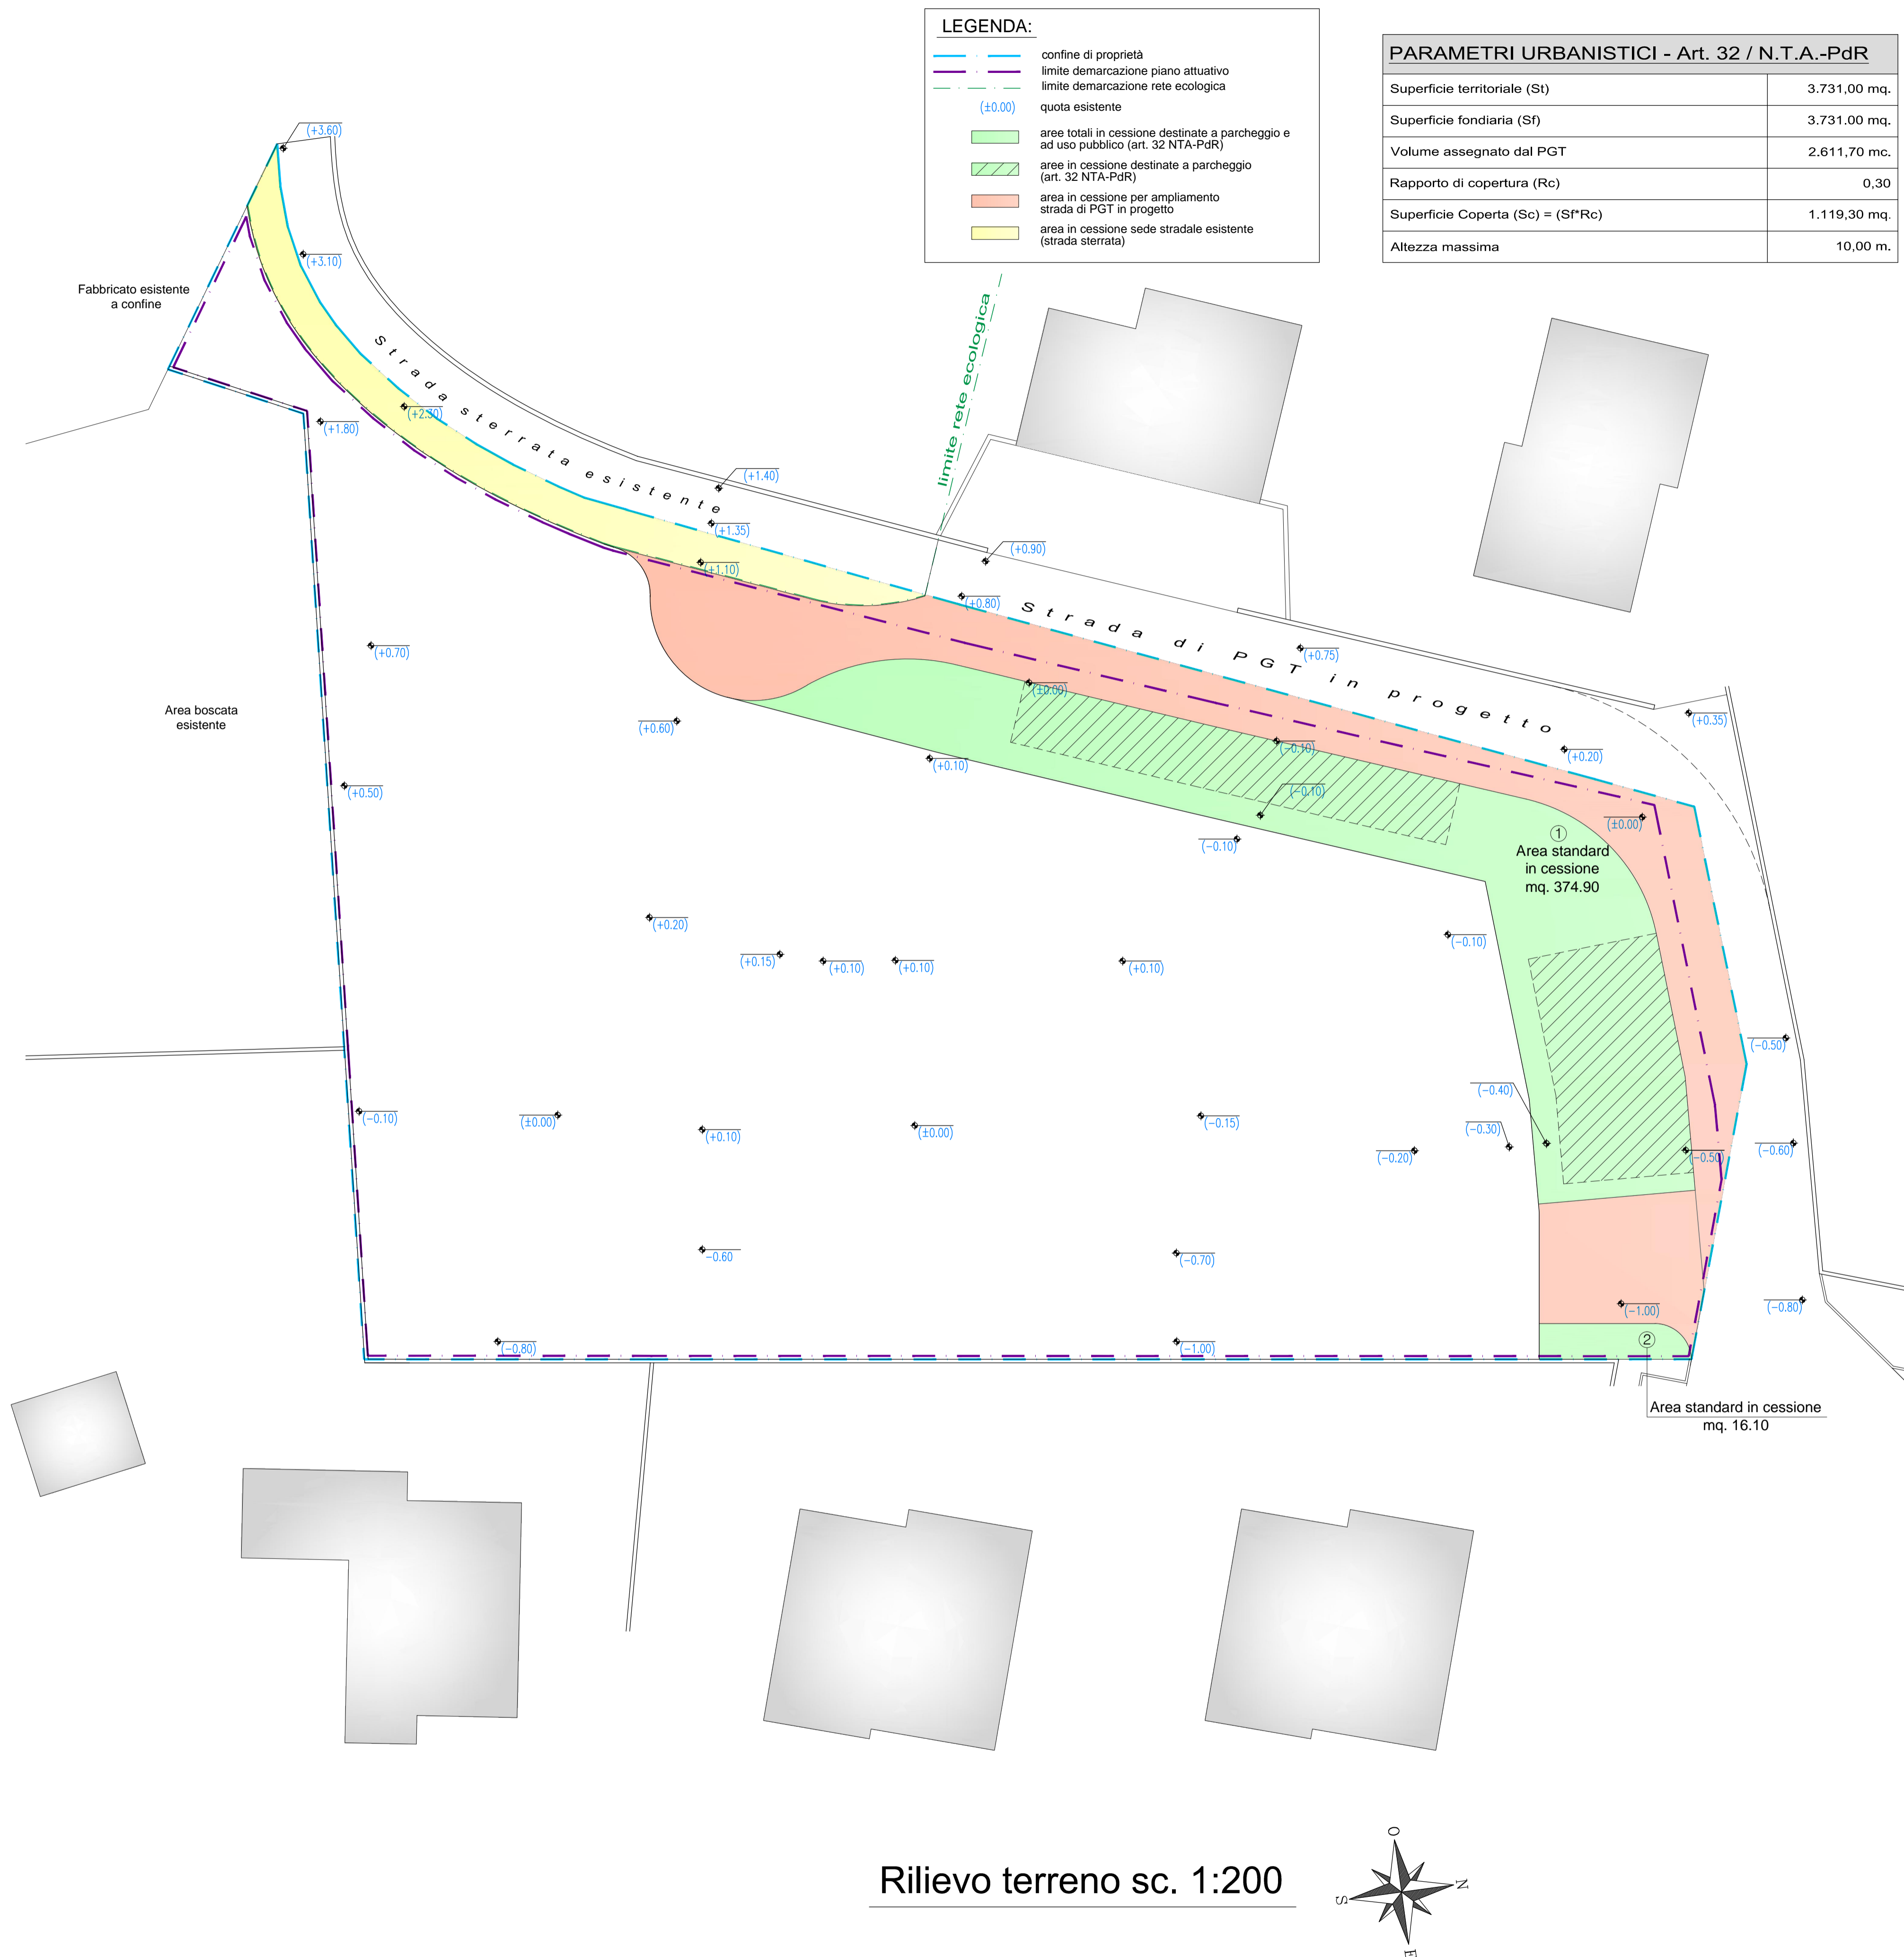 LEGENDA:
confine di proprietà
limite demarcazione piano attuativo
limite demarcazione rete ecologica
(±0.00) quota esistente
aree totali in cessione destinate a parcheggio e
ad uso pubblico (art. 32 NTA-PdR)
aree in cessione destinate a parcheggio
(art. 32 NTA-PdR)
area in cessione per ampliamento
strada di PGT in progetto
area in cessione sede stradale esistente
(strada sterrata)
PARAMETRI URBANISTICI - Art. 32 / N.T.A.-PdR
Superficie territoriale (St) 3.731,00 mq.
Superficie fondiaria (Sf) 3.731.00 mq.
Volume assegnato dal PGT 2.611,70 mc.
Rapporto di copertura (Rc) 0,30
Superficie Coperta (Sc) = (Sf*Rc) 1.119,30 mq.
Altezza massima 10,00 m.
(+3.60)
(+3.10)
Fabbricato esistente
a confine
Strada sterrata esistente
limite rete ecologica
(+2.30)
(+1.80)
(+1.40)
(+1.35)
(+0.90)
(+1.10)
(+0.80)
Strada di PGT in progetto
(+0.70)
(+0.75)
(±0.00)
Area boscata
esistente
(+0.60)
(+0.35)
(-0.10)
(+0.20)
(+0.10)
(+0.50)
(-0.10)
(±0.00)
1
Area standard
in cessione
mq. 374.90
(-0.10)
(+0.20)
(-0.10)
(+0.15)
(+0.10)
(+0.10)
(+0.10)
(-0.50)
(-0.40)
(-0.10)
(±0.00)
(+0.10)
(±0.00)
(-0.15)
(-0.30)
(-0.20)
(-0.50)
(-0.60)
-0.60
(-0.70)
(-1.00)
(-0.80)
(-0.80)
(-1.00)
2
Area standard in cessione
mq. 16.10
Rilievo terreno sc. 1:200
O
N
S
E